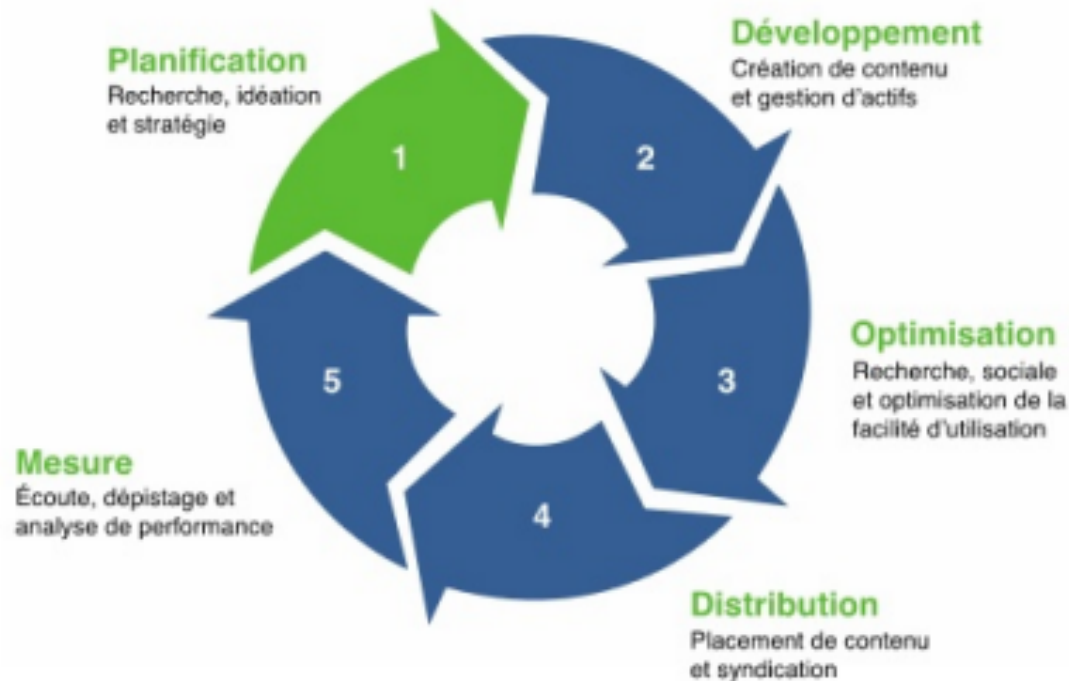 Planification
Recherche, idéation
et stratégie
1
Développement
Création de contenu
et gestion d'actifs
2
Optimisation
Recherche, sociale
et optimisation de la
facilité d'utilisation
3
Distribution
Placement de contenu
et syndication
4
Mesure
Écoute, dépistage et
analyse de performance
5